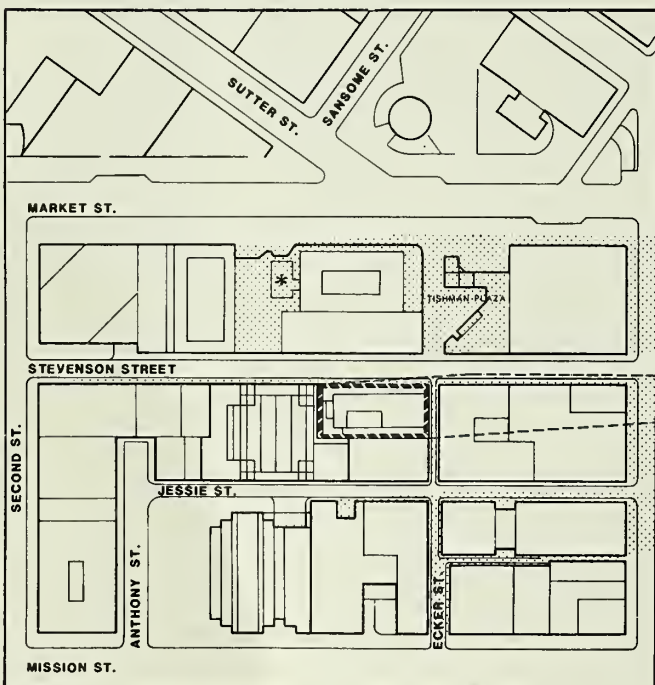 SUTTER ST.
SANSOME ST.
MARKET ST.
*
TISHMAN PLAZA
STEVENSON STREET
SECOND ST.
JESSIE ST.
ANTHONY ST.
ECKER ST.
MISSION ST.